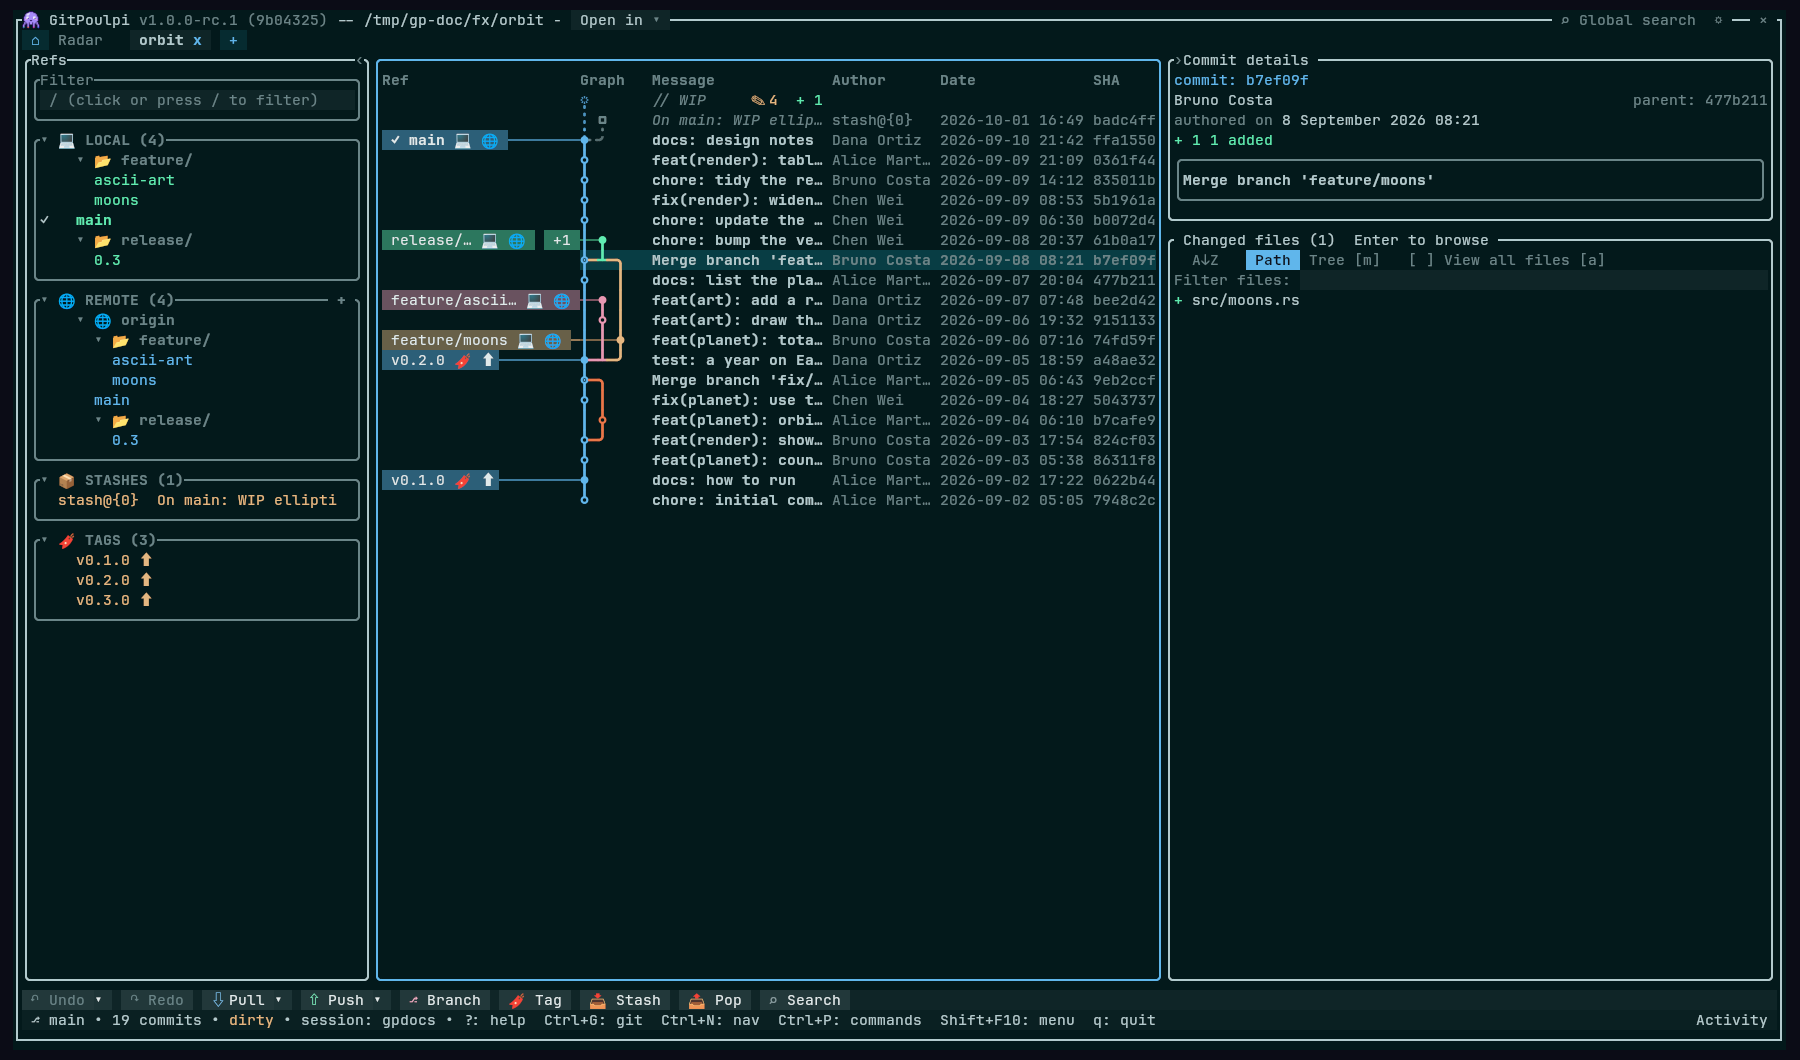 GitPoulpi v1.0.0-rc.1 (9b04325) -- /tmp/gp-doc/fx/orbit - Open in ▾ ⌕ Global search ×
⌂ Radar orbit x +
Refs ‹
Filter
/ (click or press / to filter)
▾ LOCAL (4)
▾ feature/
ascii-art
moons
✓ main
▾ release/
0.3
▾ REMOTE (4) +
▾ origin
▾ feature/
ascii-art
moons
main
▾ release/
0.3
▾ STASHES (1)
stash@{0} On main: WIP ellipti
▾ TAGS (3)
v0.1.0
v0.2.0
v0.3.0
Ref Graph Message Author Date SHA
// WIP 4 + 1
On main: WIP ellip… stash@{0} 2026-10-01 16:49 badc4ff
✓ main docs: design notes Dana Ortiz 2026-09-10 21:42 ffa1550
feat(render): tabl… Alice Mart… 2026-09-09 21:09 0361f44
chore: tidy the re… Bruno Costa 2026-09-09 14:12 835011b
fix(render): widen… Chen Wei 2026-09-09 08:53 5b1961a
chore: update the … Chen Wei 2026-09-09 06:30 b0072d4
release/… +1 chore: bump the ve… Chen Wei 2026-09-08 20:37 61b0a17
Merge branch 'feat… Bruno Costa 2026-09-08 08:21 b7ef09f
docs: list the pla… Alice Mart… 2026-09-07 20:04 477b211
feature/ascii… feat(art): add a r… Dana Ortiz 2026-09-07 07:48 bee2d42
feat(art): draw th… Dana Ortiz 2026-09-06 19:32 9151133
feature/moons feat(planet): tota… Bruno Costa 2026-09-06 07:16 74fd59f
v0.2.0 test: a year on Ea… Dana Ortiz 2026-09-05 18:59 a48ae32
Merge branch 'fix/… Alice Mart… 2026-09-05 06:43 9eb2ccf
fix(planet): use t… Chen Wei 2026-09-04 18:27 5043737
feat(planet): orbi… Alice Mart… 2026-09-04 06:10 b7cafe9
feat(render): show… Bruno Costa 2026-09-03 17:54 824cf03
feat(planet): coun… Bruno Costa 2026-09-03 05:38 86311f8
v0.1.0 docs: how to run Alice Mart… 2026-09-02 17:22 0622b44
chore: initial com… Alice Mart… 2026-09-02 05:05 7948c2c
›Commit details
commit: b7ef09f
Bruno Costa parent: 477b211
authored on 8 September 2026 08:21
+ 1 1 added
Merge branch 'feature/moons'
Changed files (1) Enter to browse
A↓Z Path Tree [m] [ ] View all files [a]
Filter files:
+ src/moons.rs
Undo ▾ Redo Pull ▾ Push ▾ Branch Tag Stash Pop ⌕ Search
main • 19 commits • dirty • session: gpdocs • ?: help Ctrl+G: git Ctrl+N: nav Ctrl+P: commands Shift+F10: menu q: quit Activity